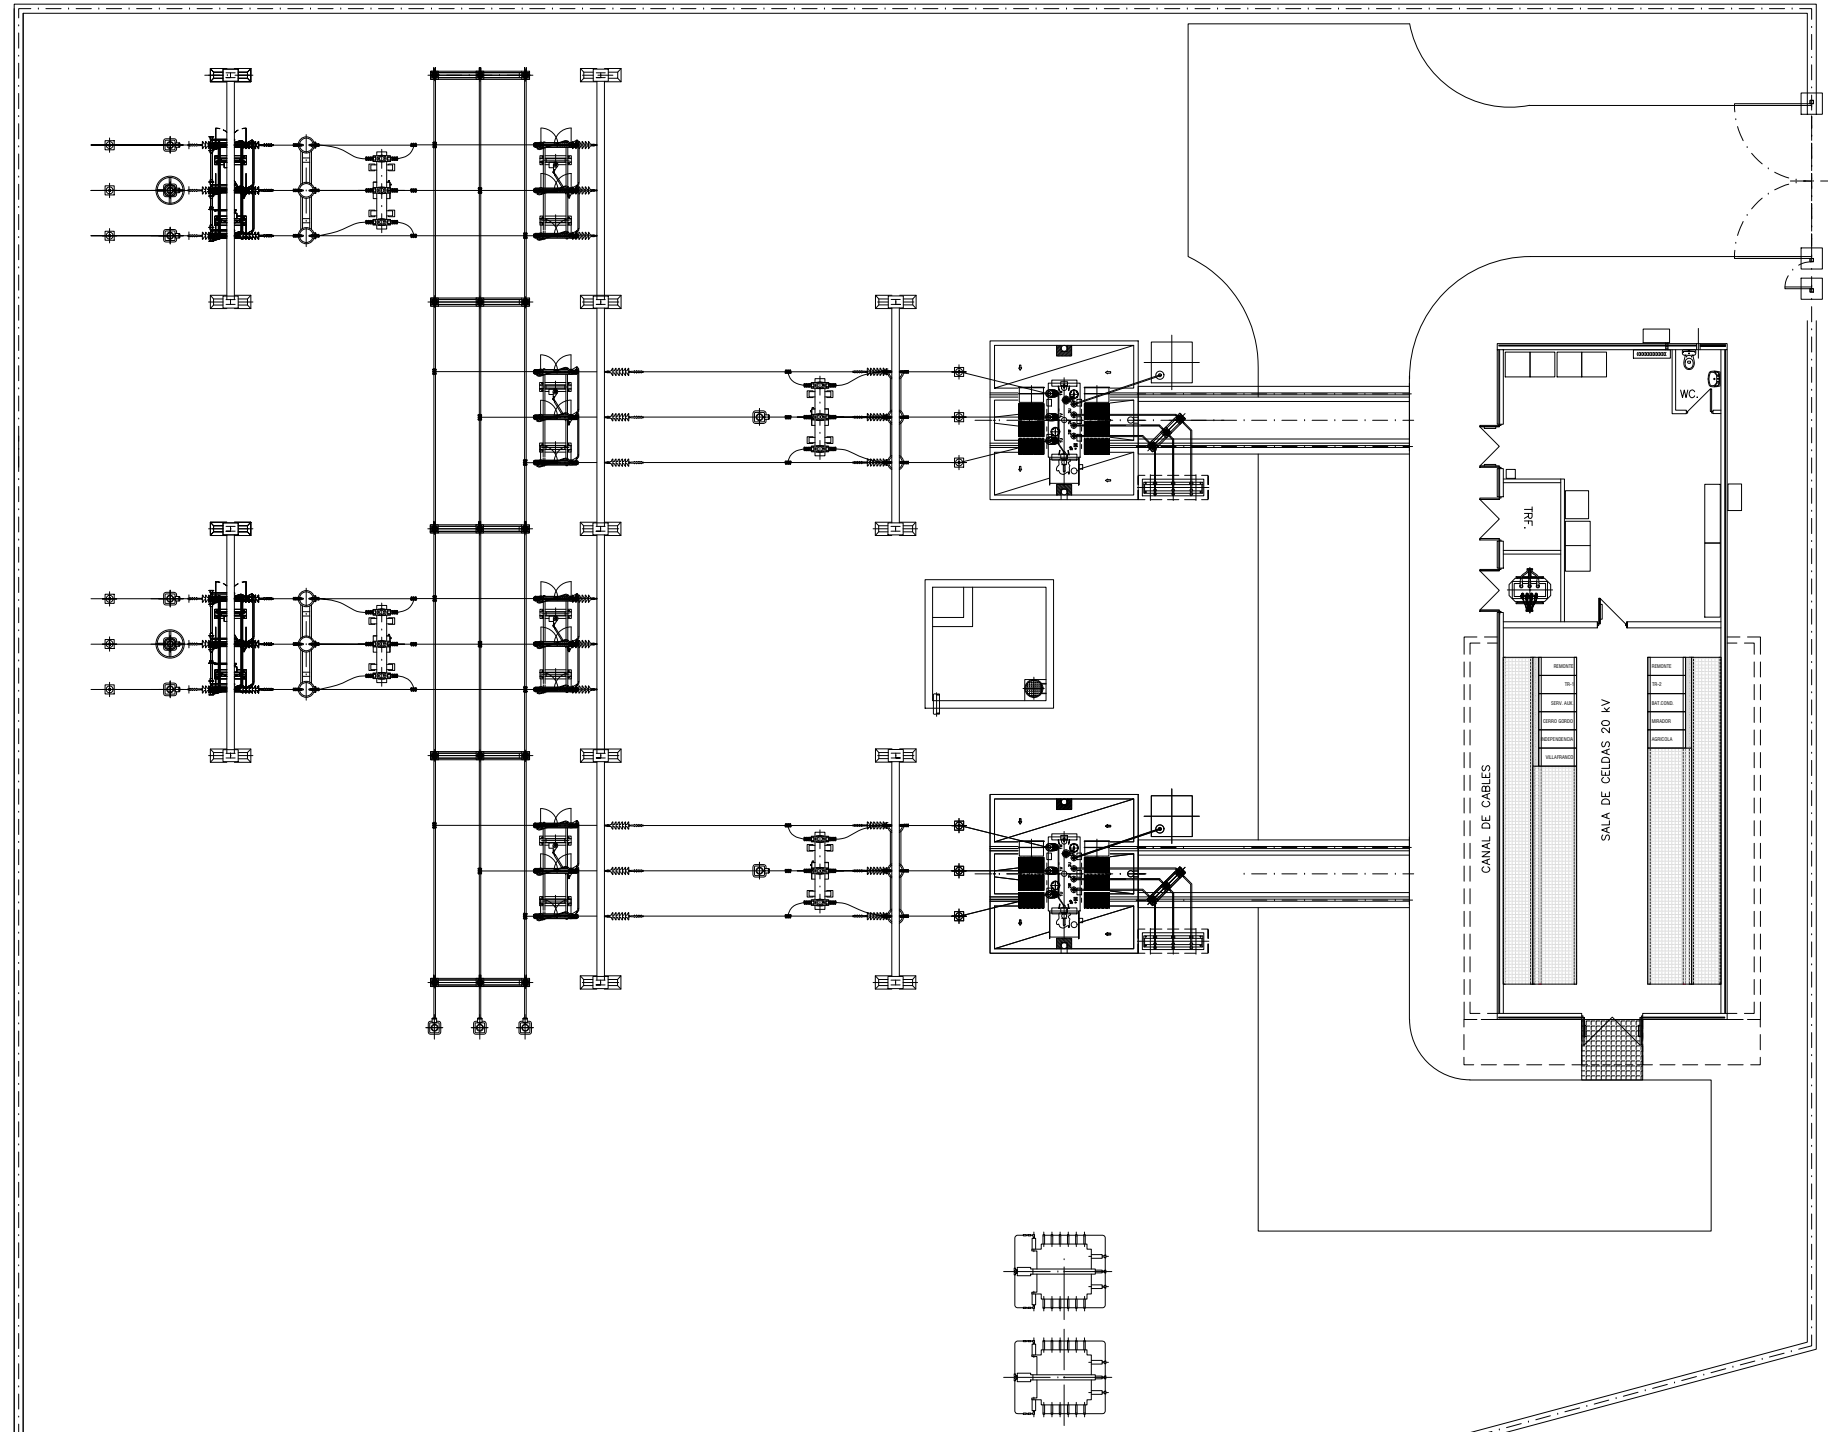 WC.
TRF.
REMONTE
TR-1
SERV. AUX.
CERRO GORDO
INDEPENDENCIA
VILLAFRANCO
REMONTE
TR-2
BAT.COND.
MIRADOR
AGRICOLA
SALA DE CELDAS 20 kV
CANAL DE CABLES